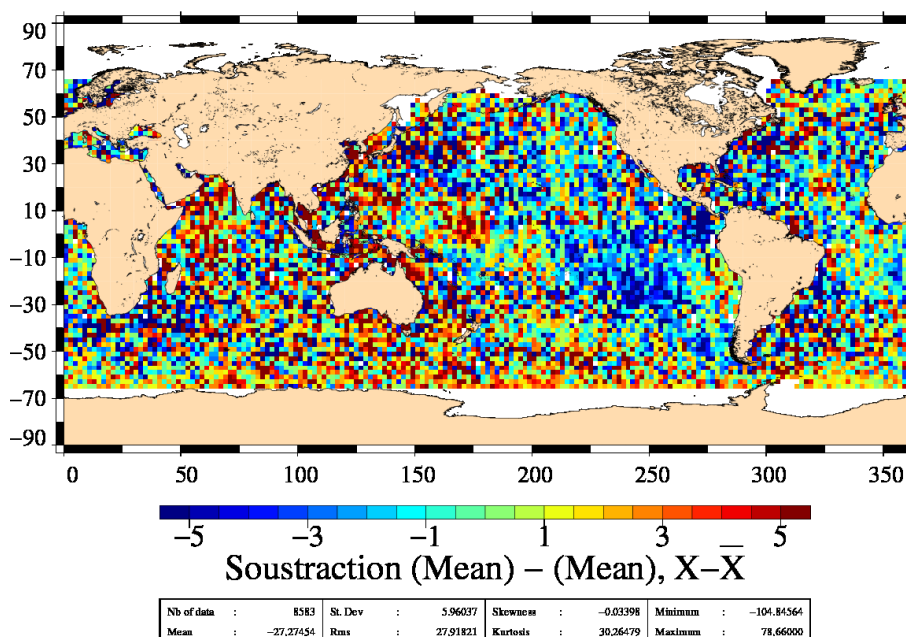 90
70
50
30
10
−10
−30
−50
−70
−90
0 50 100 150 200 250 300 350
−5 −3 −1 1 3 5
Soustraction (Mean) − (Mean), X−X̅
Nb of data : 8583 St. Dev : 5.96037 Skewness : −0.03398 Minimum : −104.84564
Mean : −27.27454 Rms : 27.91821 Kurtosis : 30.26479 Maximum : 78.66000